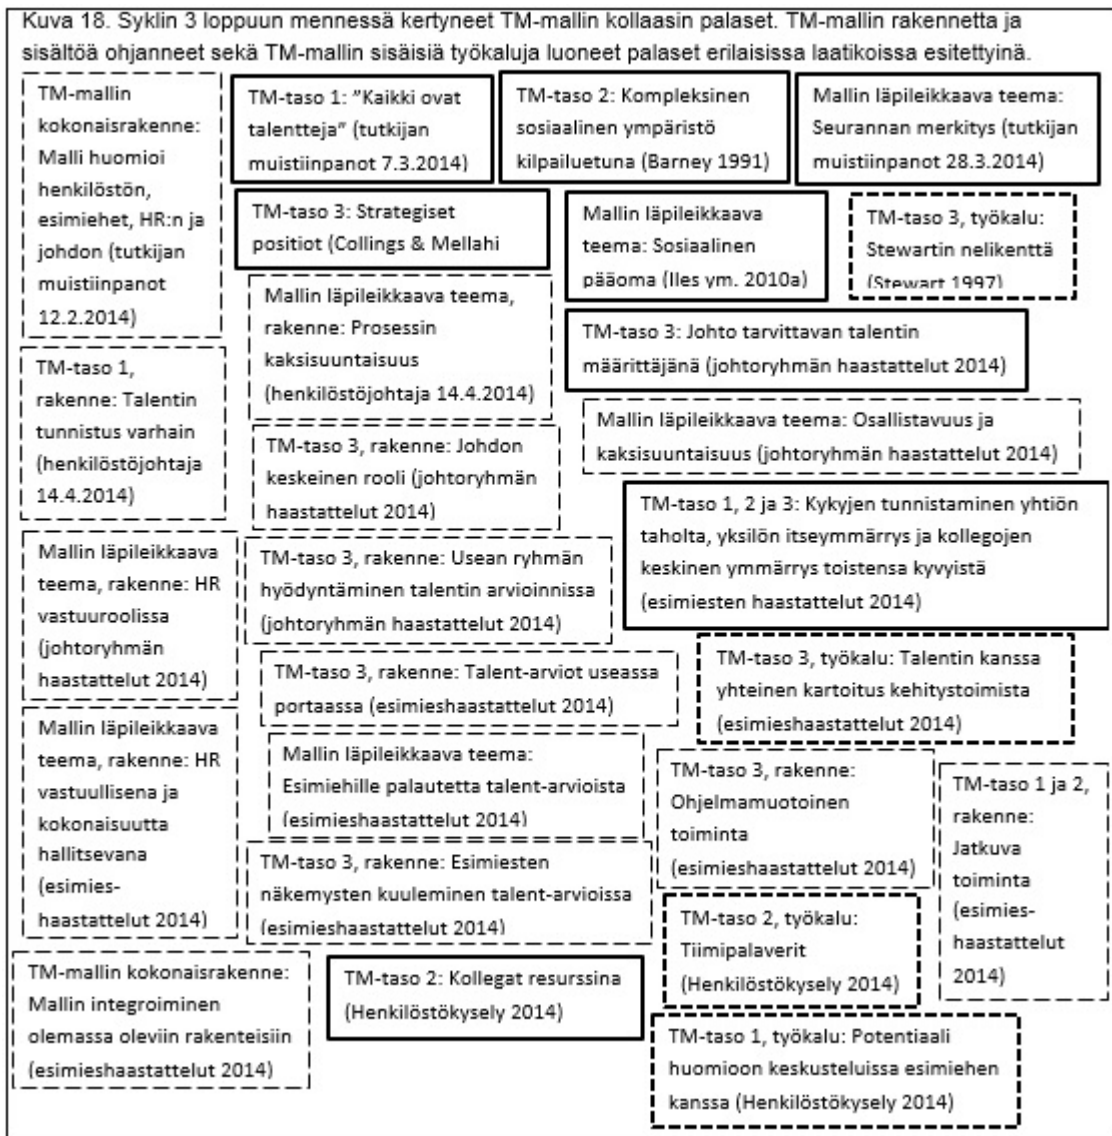 Kuva 18. Syklin 3 loppuun mennessä kertyneet TM-mallin kollaasin palaset. TM-mallin rakennetta ja
sisältöä ohjanneet sekä TM-mallin sisäisiä työkaluja luoneet palaset erilaisissa laatikoissa esitettyinä.
TM-mallin
kokonaisrakenne:
Malli huomioi
henkilöstön,
esimiehet, HR:n ja
johdon (tutkijan
muistiinpanot
12.2.2014)
TM-taso 1: ”Kaikki ovat
talentteja” (tutkijan
muistiinpanot 7.3.2014)
TM-taso 2: Kompleksinen
sosiaalinen ympäristö
kilpailuetuna (Barney 1991)
Mallin läpileikkaava teema:
Seurannan merkitys (tutkijan
muistiinpanot 28.3.2014)
TM-taso 3: Strategiset
positiot (Collings & Mellahi
Mallin läpileikkaava
teema: Sosiaalinen
pääoma (Iles ym. 2010a)
TM-taso 3, työkalu:
Stewartin nelikenttä
(Stewart 1997)
Mallin läpileikkaava teema,
rakenne: Prosessin
kaksisuuntaisuus
(henkilöstöjohtaja 14.4.2014)
TM-taso 3: Johto tarvittavan talentin
määrittäjänä (johtoryhmän haastattelut 2014)
TM-taso 1,
rakenne: Talentin
tunnistus varhain
(henkilöstöjohtaja
14.4.2014)
Mallin läpileikkaava teema: Osallistavuus ja
kaksisuuntaisuus (johtoryhmän haastattelut 2014)
TM-taso 3, rakenne: Johdon
keskeinen rooli (johtoryhmän
haastattelut 2014)
TM-taso 1, 2 ja 3: Kykyjen tunnistaminen yhtiön
taholta, yksilön itseymmärrys ja kollegojen
keskinen ymmärrys toistensa kyvyistä
(esimiesten haastattelut 2014)
Mallin läpileikkaava
teema, rakenne: HR
vastuuroolissa
(johtoryhmän
haastattelut 2014)
TM-taso 3, rakenne: Usean ryhmän
hyödyntäminen talentin arvioinnissa
(johtoryhmän haastattelut 2014)
TM-taso 3, työkalu: Talentin kanssa
yhteinen kartoitus kehitystoimista
(esimieshaastattelut 2014)
TM-taso 3, rakenne: Talent-arviot useassa
portaassa (esimieshaastattelut 2014)
Mallin läpileikkaava
teema, rakenne: HR
vastuullisena ja
kokonaisuutta
hallitsevana
(esimies-
haastattelut 2014)
Mallin läpileikkaava teema:
Esimiehille palautetta talent-arvioista
(esimieshaastattelut 2014)
TM-taso 3, rakenne:
Ohjelmamuotoinen
toiminta
(esimieshaastattelut 2014)
TM-taso 1 ja 2,
rakenne:
Jatkuva
toiminta
(esimies-
haastattelut
2014)
TM-taso 3, rakenne: Esimiesten
näkemysten kuuleminen talent-arvioissa
(esimieshaastattelut 2014)
TM-taso 2, työkalu:
Tiimipalaverit
(Henkilöstökysely 2014)
TM-mallin kokonaisrakenne:
Mallin integroiminen
olemassa oleviin rakenteisiin
(esimieshaastattelut 2014)
TM-taso 2: Kollegat resurssina
(Henkilöstökysely 2014)
TM-taso 1, työkalu: Potentiaali
huomioon keskusteluissa esimiehen
kanssa (Henkilöstökysely 2014)